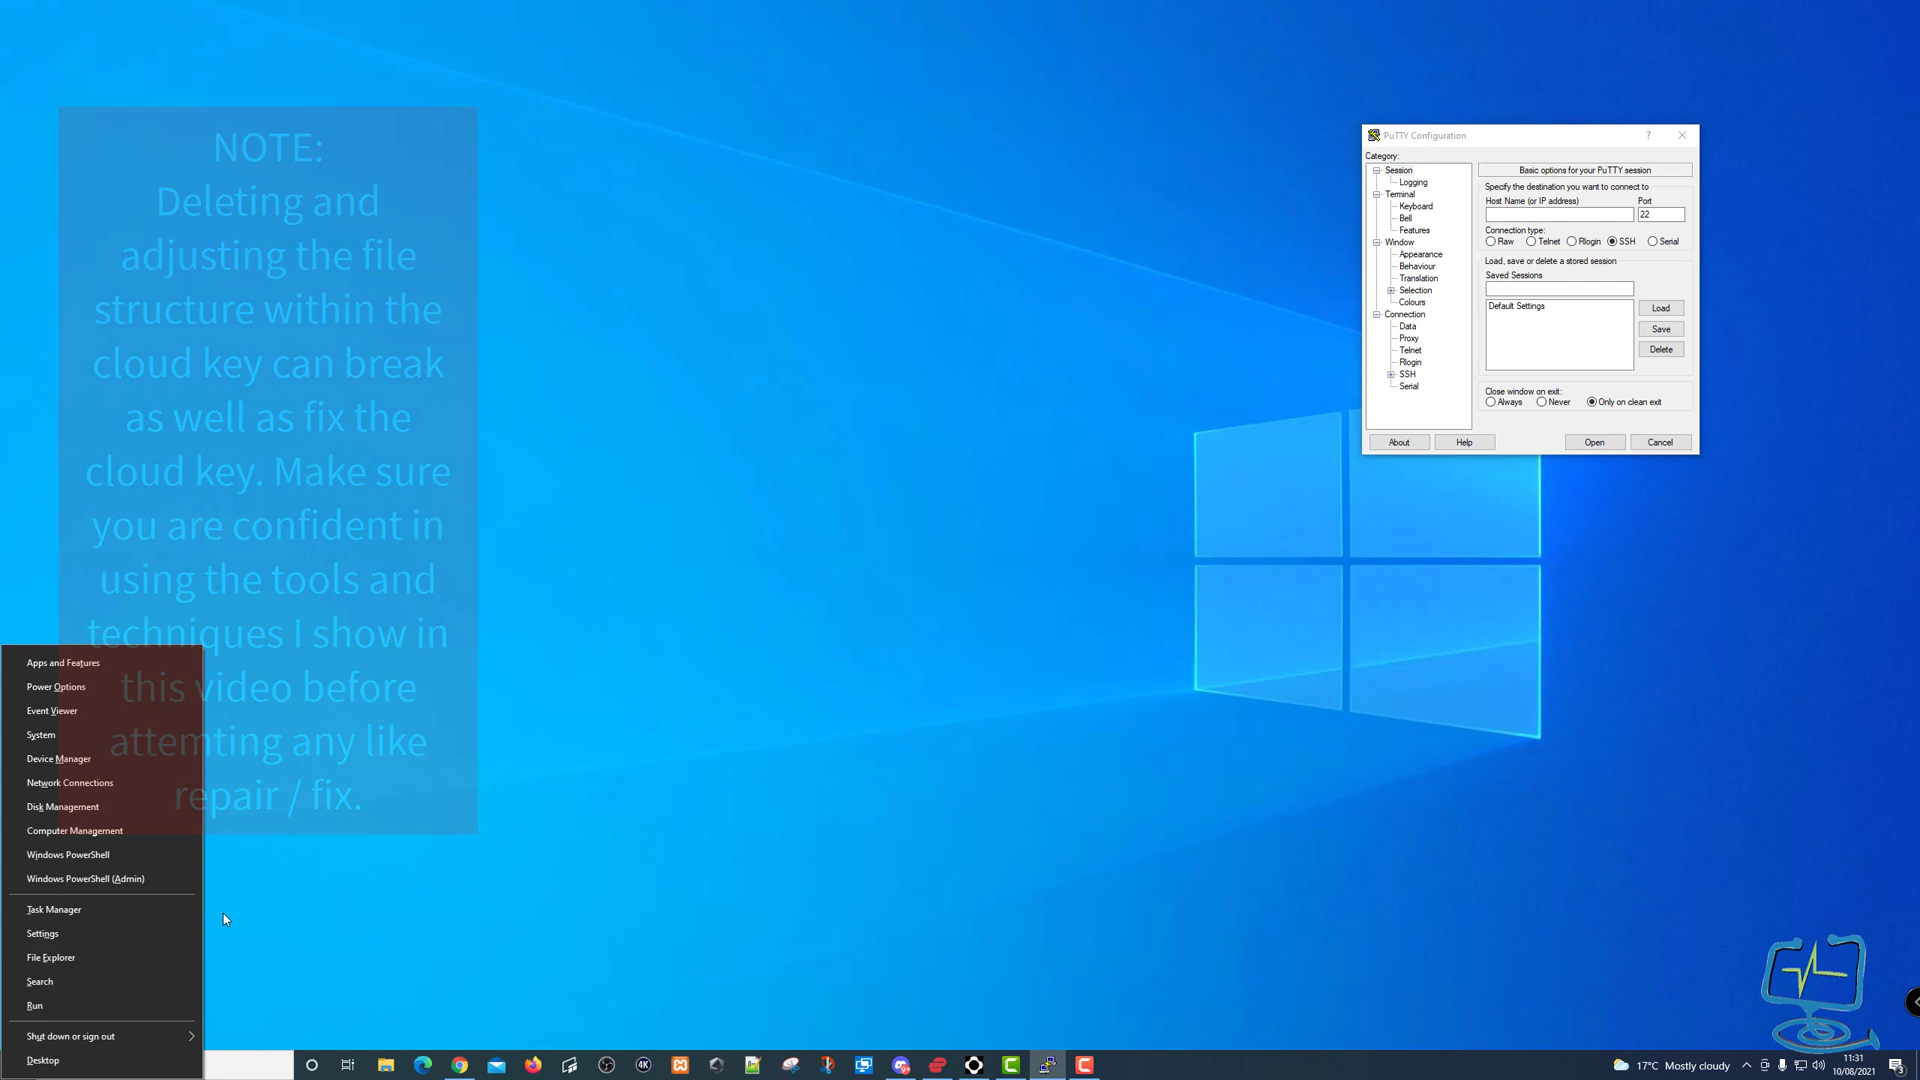 NOTE:
Deleting and
adjusting the file
structure within the
cloud key can break
as well as fix the
cloud key. Make sure
you are confident in
using the tools and
techniques I show in
this video before
attemting any like
repair / fix.
PuTTY Configuration
?
Category:
Session
Logging
Terminal
Keyboard
Bell
Features
Window
Appearance
Behaviour
Translation
Selection
Colours
Connection
Data
Proxy
Telnet
Rlogin
SSH
Serial
Basic options for your PuTTY session
Specify the destination you want to connect to
Host Name (or IP address) Port
22
Connection type:
Raw Telnet Rlogin SSH Serial
Load, save or delete a stored session
Saved Sessions
Default Settings
Load
Save
Delete
Close window on exit:
Always Never Only on clean exit
About Help Open Cancel
Apps and Features
Power Options
Event Viewer
System
Device Manager
Network Connections
Disk Management
Computer Management
Windows PowerShell
Windows PowerShell (Admin)
Task Manager
Settings
File Explorer
Search
Run
Shut down or sign out
Desktop
4K
17°C Mostly cloudy
11:31
10/08/2021
3